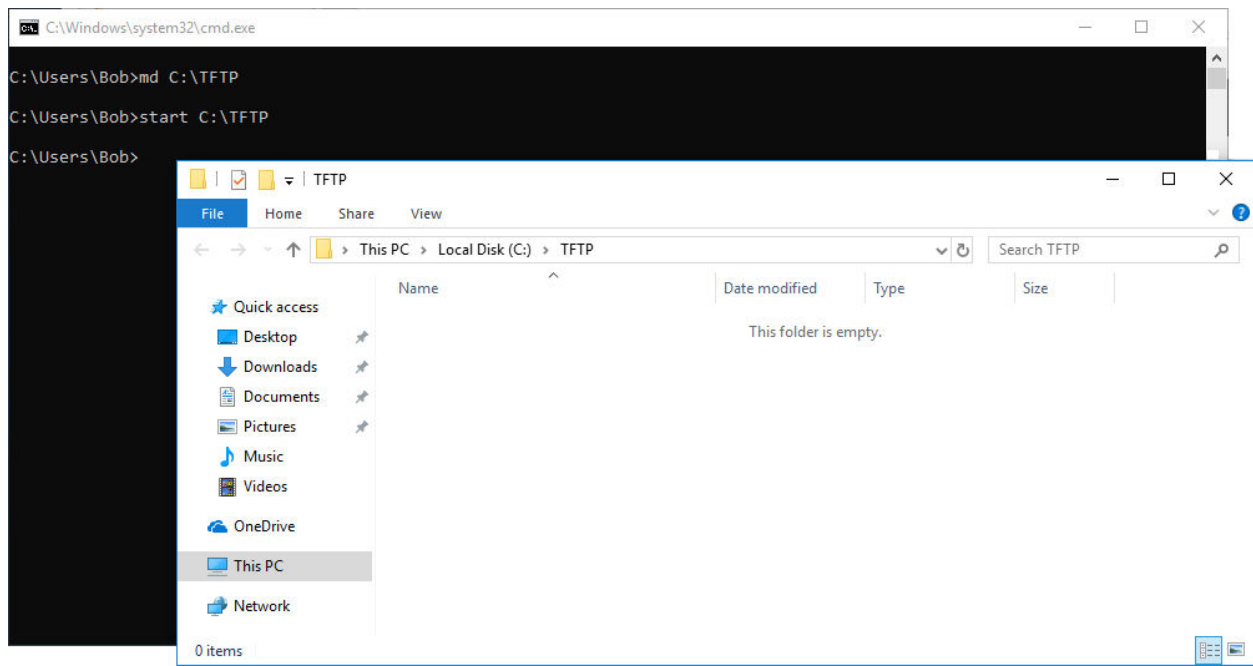 C:\Windows\system32\cmd.exe
C:\Users\Bob>md C:\TFTP
C:\Users\Bob>start C:\TFTP
C:\Users\Bob>
TFTP
File Home Share View
This PC > Local Disk (C:) > TFTP Search TFTP
Name Date modified Type Size
This folder is empty.
Quick access
Desktop
Downloads
Documents
Pictures
Music
Videos
OneDrive
This PC
Network
0 items